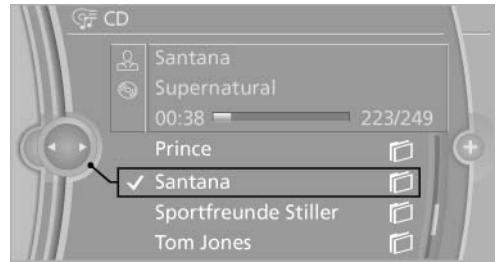 CD
Santana
Supernatural
00:38 223/249
Prince
Santana
Sportfreunde Stiller
Tom Jones